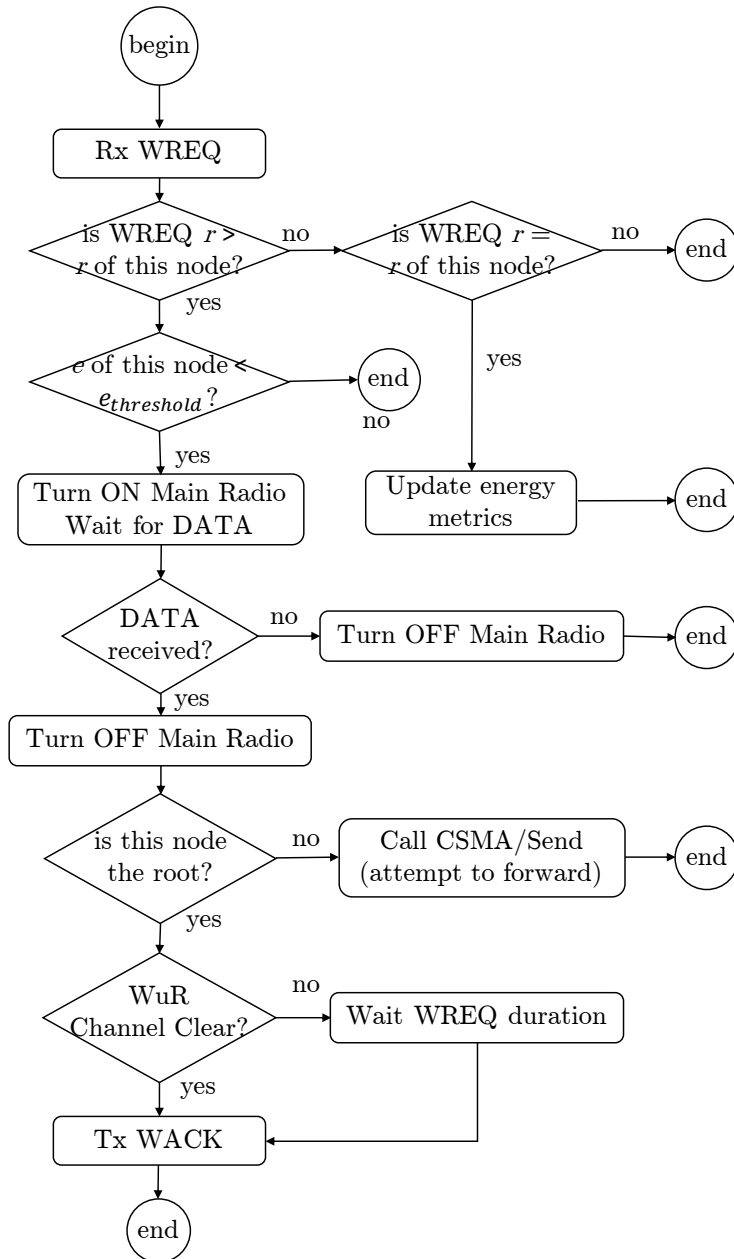 begin
Rx WREQ
is WREQ r >
r of this node?
no
is WREQ r =
r of this node?
no
end
yes
e of this node <
e_threshold ?
end
no
yes
yes
Turn ON Main Radio
Wait for DATA
Update energy
metrics
end
DATA
received?
no
Turn OFF Main Radio
end
yes
Turn OFF Main Radio
is this node
the root?
no
Call CSMA/Send
(attempt to forward)
end
yes
WuR
Channel Clear?
no
Wait WREQ duration
yes
Tx WACK
end